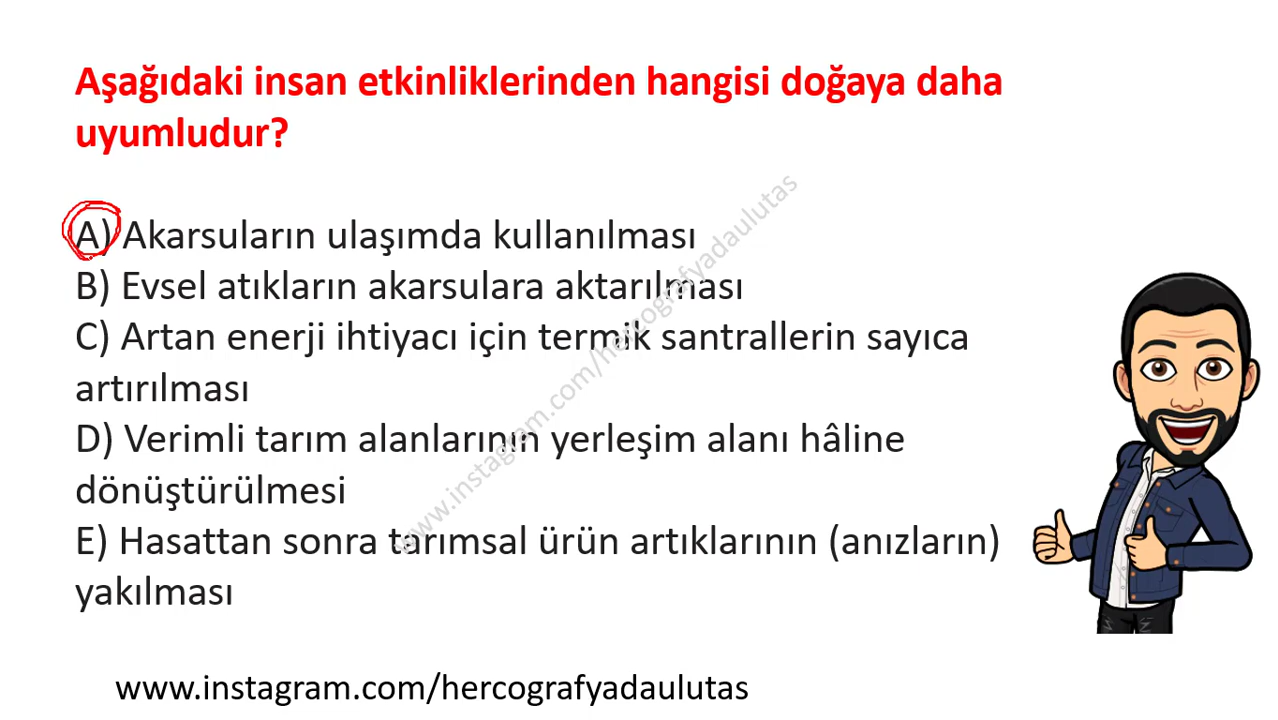 Aşağıdaki insan etkinliklerinden hangisi doğaya daha
uyumludur?
A) Akarsuların ulaşımda kullanılması
B) Evsel atıkların akarsulara aktarılması
C) Artan enerji ihtiyacı için termik santrallerin sayıca
artırılması
D) Verimli tarım alanlarının yerleşim alanı hâline
dönüştürülmesi
E) Hasattan sonra tarımsal ürün artıklarının (anızların)
yakılması
www.instagram.com/hercografyadaulutas
www.instagram.com/hercografyadaulutas